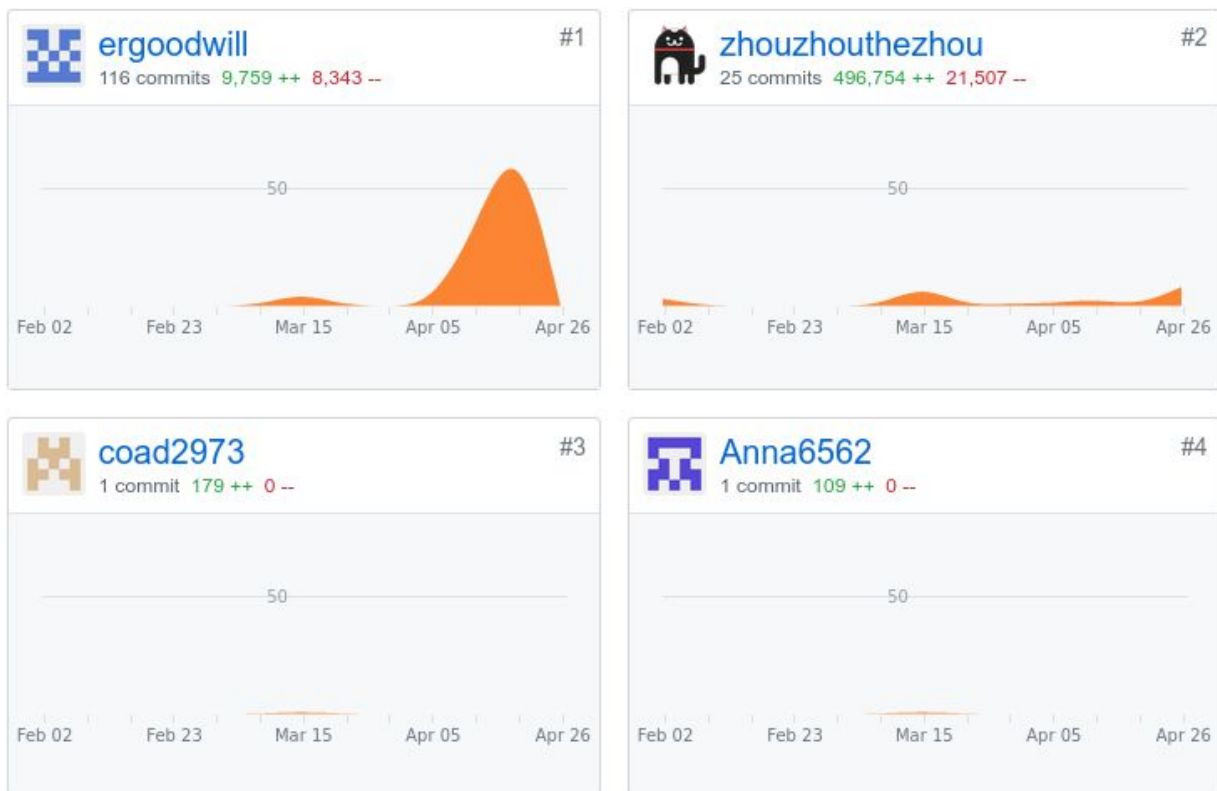 ergoodwill #1
116 commits 9,759 ++ 8,343 --
50
Feb 02 Feb 23 Mar 15 Apr 05 Apr 26
zhouzhouthezhou #2
25 commits 496,754 ++ 21,507 --
50
Feb 02 Feb 23 Mar 15 Apr 05 Apr 26
coad2973 #3
1 commit 179 ++ 0 --
50
Feb 02 Feb 23 Mar 15 Apr 05 Apr 26
Anna6562 #4
1 commit 109 ++ 0 --
50
Feb 02 Feb 23 Mar 15 Apr 05 Apr 26